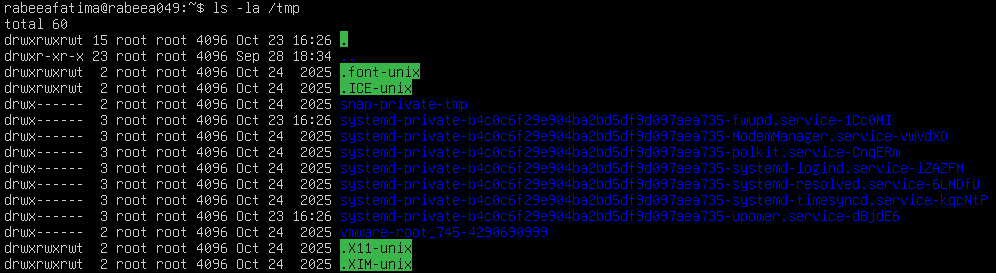 rabeeafatima@rabeea049:~$ ls -la /tmp
total 60
drwxrwxrwt 15 root root 4096 Oct 23 16:26 .
drwxr-xr-x 23 root root 4096 Sep 28 18:34 ..
drwxrwxrwt 2 root root 4096 Oct 24 2025 .font-unix
drwxrwxrwt 2 root root 4096 Oct 24 2025 .ICE-unix
drwx------ 2 root root 4096 Oct 24 2025 snap-private-tmp
drwx------ 3 root root 4096 Oct 23 16:26 systemd-private-b4c0c6f29e904ba2bd5df9d097aea735-fwupd.service-1Cc0N1
drwx------ 3 root root 4096 Oct 24 2025 systemd-private-b4c0c6f29e904ba2bd5df9d097aea735-ModemManager.service-vwVdXD
drwx------ 3 root root 4096 Oct 24 2025 systemd-private-b4c0c6f29e904ba2bd5df9d097aea735-polkit.service-CnqERm
drwx------ 3 root root 4096 Oct 24 2025 systemd-private-b4c0c6f29e904ba2bd5df9d097aea735-systemd-logind.service-i2AZFN
drwx------ 3 root root 4096 Oct 24 2025 systemd-private-b4c0c6f29e904ba2bd5df9d097aea735-systemd-resolved.service-6LMDfU
drwx------ 3 root root 4096 Oct 24 2025 systemd-private-b4c0c6f29e904ba2bd5df9d097aea735-systemd-timesyncd.service-kqcNtP
drwx------ 3 root root 4096 Oct 23 16:26 systemd-private-b4c0c6f29e904ba2bd5df9d097aea735-upower.service-dBjdE6
drwx------ 2 root root 4096 Oct 24 2025 vmware-root_745-4290690999
drwxrwxrwt 2 root root 4096 Oct 24 2025 .X11-unix
drwxrwxrwt 2 root root 4096 Oct 24 2025 .XIM-unix